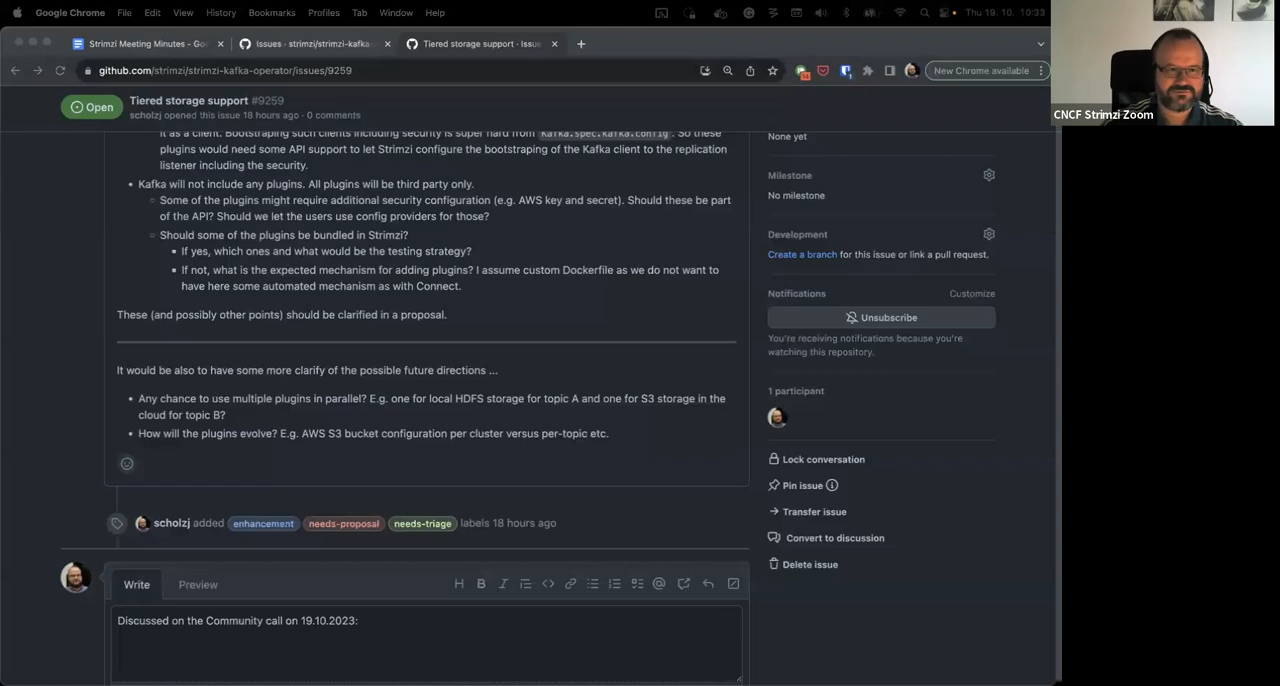 Google Chrome File Edit View History Bookmarks Profiles Tab Window Help Thu 19. 10. 10:33
Strimzi Meeting Minutes - Go
Issues · strimzi/strimzi-kafka
Tiered storage support · Issue
github.com/strimzi/strimzi-kafka-operator/issues/9259
New Chrome available
CNCF Strimzi Zoom
Open
Tiered storage support #9259
scholzj opened this issue 18 hours ago · 0 comments
it as a client. Bootstraping such clients including security is super hard from Kafka.spec.kafka.config. So these
plugins would need some API support to let Strimzi configure the bootstraping of the Kafka client to the replication
listener including the security.
• Kafka will not include any plugins. All plugins will be third party only.
Some of the plugins might require additional security configuration (e.g. AWS key and secret). Should these be part
of the API? Should we let the users use config providers for those?
Should some of the plugins be bundled in Strimzi?
If yes, which ones and what would be the testing strategy?
If not, what is the expected mechanism for adding plugins? I assume custom Dockerfile as we do not want to
have here some automated mechanism as with Connect.
These (and possibly other points) should be clarified in a proposal.
It would be also to have some more clarify of the possible future directions ...
• Any chance to use multiple plugins in parallel? E.g. one for local HDFS storage for topic A and one for S3 storage in the
cloud for topic B?
• How will the plugins evolve? E.g. AWS S3 bucket configuration per cluster versus per-topic etc.
scholzj added enhancement needs-proposal needs-triage labels 18 hours ago
Write Preview
Discussed on the Community call on 19.10.2023:
None yet
Milestone
No milestone
Development
Create a branch for this issue or link a pull request.
Notifications Customize
Unsubscribe
You're receiving notifications because you're
watching this repository.
1 participant
Lock conversation
Pin issue
Transfer issue
Convert to discussion
Delete issue